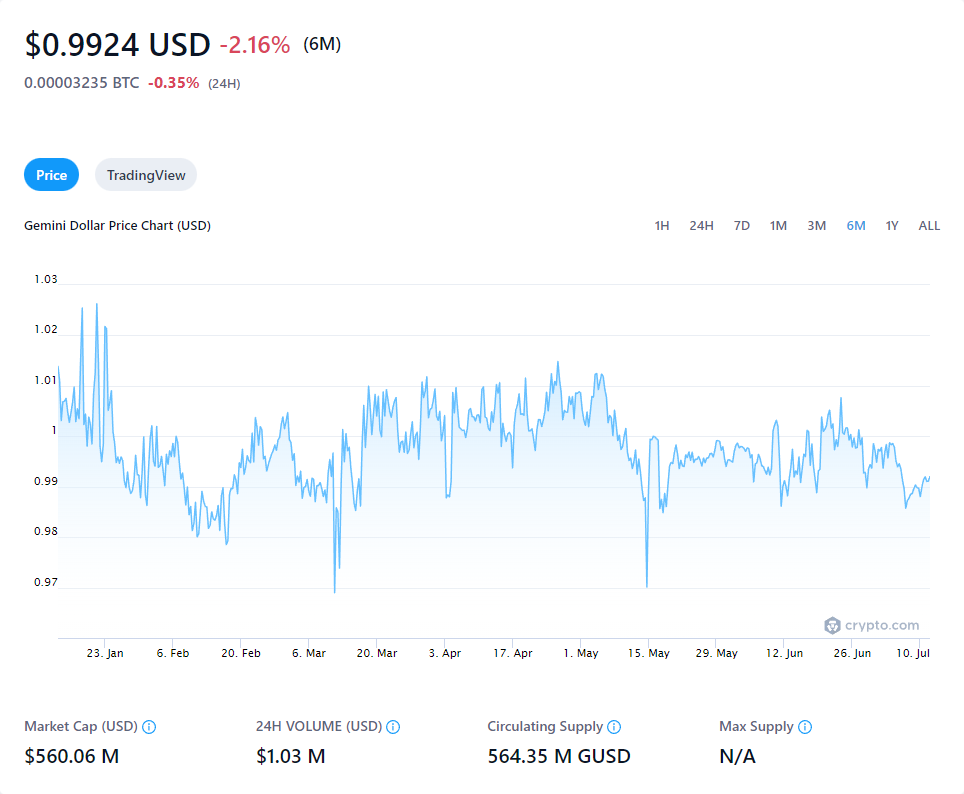 $0.9924 USD -2.16% (6M)
0.00003235 BTC -0.35% (24H)
Price TradingView
Gemini Dollar Price Chart (USD) 1H 24H 7D 1M 3M 6M 1Y ALL
1.03
1.02
1.01
1
0.99
0.98
0.97
crypto.com
23. Jan 6. Feb 20. Feb 6. Mar 20. Mar 3. Apr 17. Apr 1. May 15. May 29. May 12. Jun 26. Jun 10. Jul
Market Cap (USD) 24H VOLUME (USD) Circulating Supply Max Supply
$560.06 M $1.03 M 564.35 M GUSD N/A